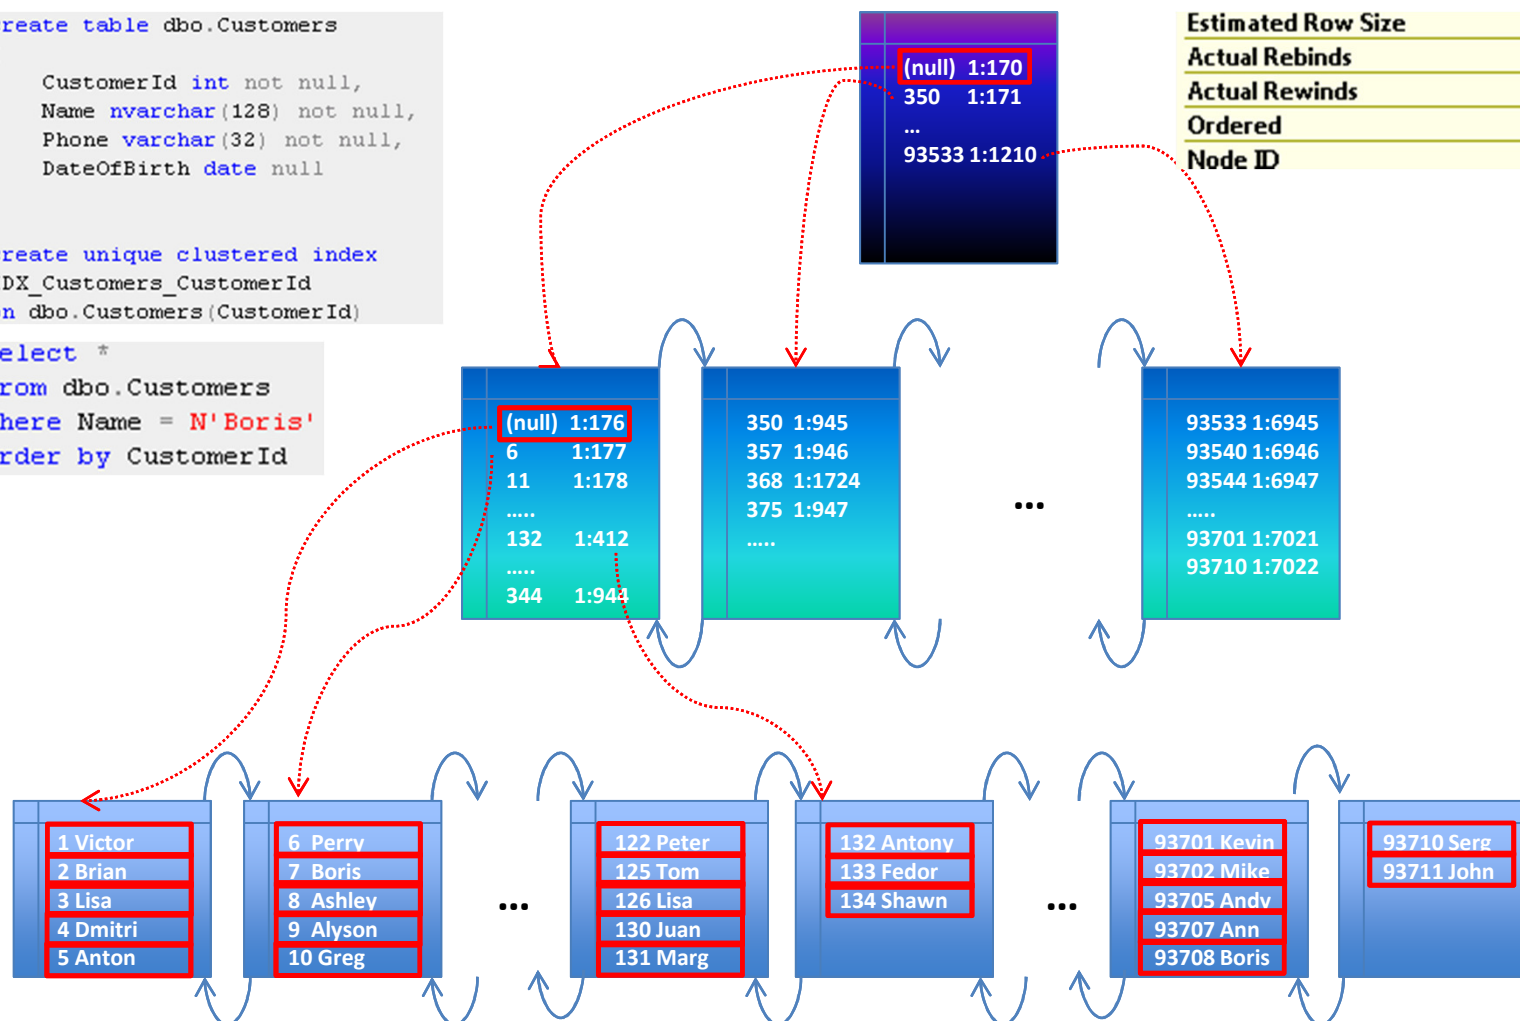 reate table dbo.Customers
CustomerId int not null,
Name nvarchar(128) not null,
Phone varchar(32) not null,
DateOfBirth date null
reate unique clustered index
DX_Customers_CustomerId
n dbo.Customers(CustomerId)
elect *
rom dbo.Customers
here Name = N'Boris'
rder by CustomerId
(null) 1:170
350 1:171
...
93533 1:1210
Estimated Row Size
Actual Rebinds
Actual Rewinds
Ordered
Node ID
(null) 1:176
6 1:177
11 1:178
.....
132 1:412
.....
344 1:944
350 1:945
357 1:946
368 1:1724
375 1:947
.....
...
93533 1:6945
93540 1:6946
93544 1:6947
.....
93701 1:7021
93710 1:7022
1 Victor
2 Brian
3 Lisa
4 Dmitri
5 Anton
6 Perry
7 Boris
8 Ashley
9 Alyson
10 Greg
...
122 Peter
125 Tom
126 Lisa
130 Juan
131 Marg
132 Antony
133 Fedor
134 Shawn
...
93701 Kevin
93702 Mike
93705 Andy
93707 Ann
93708 Boris
93710 Serg
93711 John